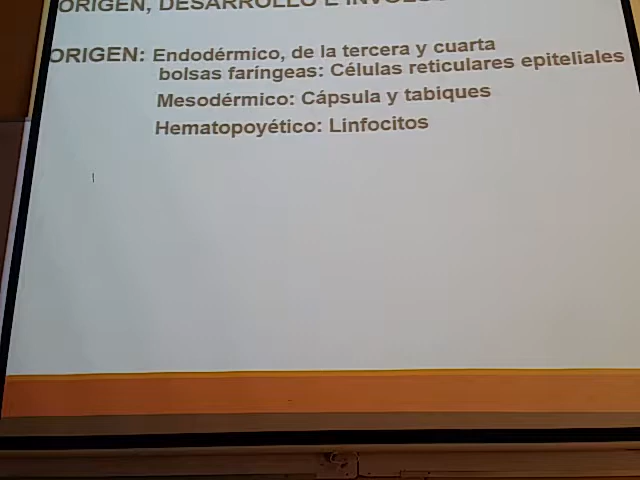 ORIGEN, DESARROLLO E
ORIGEN: Endodérmico, de la tercera y cuarta
bolsas faríngeas: Células reticulares epiteliales
Mesodérmico: Cápsula y tabiques
Hematopoyético: Linfocitos